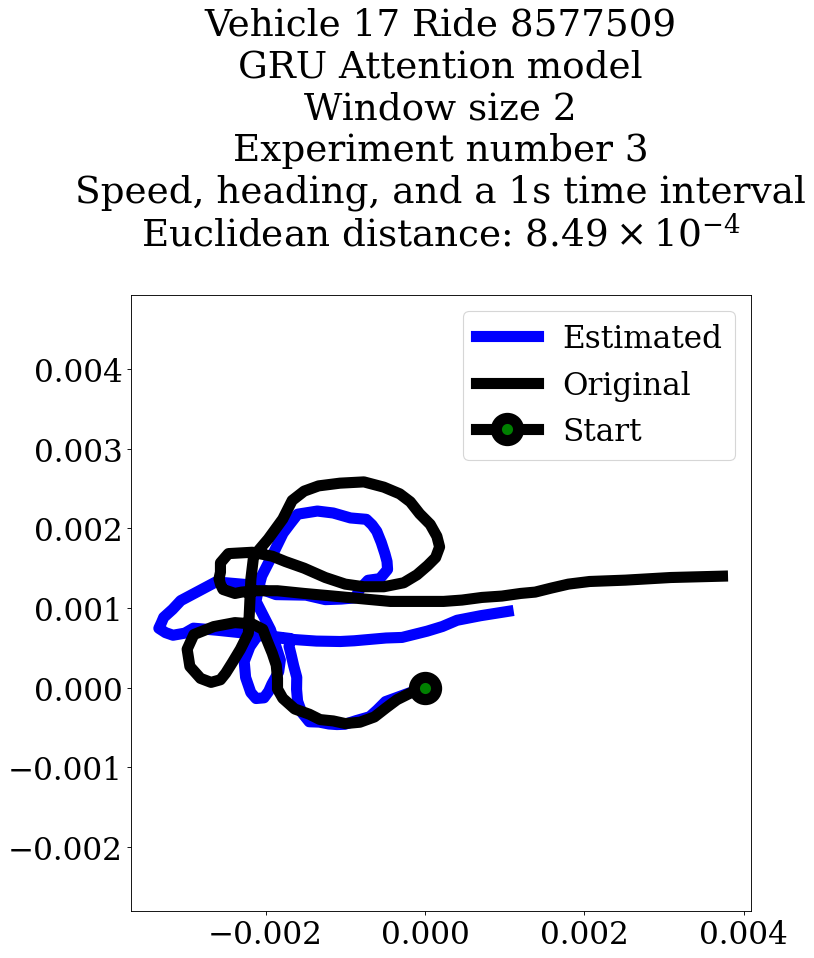 Vehicle 17 Ride 8577509
GRU Attention model
Window size 2
Experiment number 3
Speed, heading, and a 1s time interval
Euclidean distance: 8.49 × 10⁻⁴
Estimated
Original
Start
0.004
0.003
0.002
0.001
0.000
−0.001
−0.002
−0.002 0.000 0.002 0.004